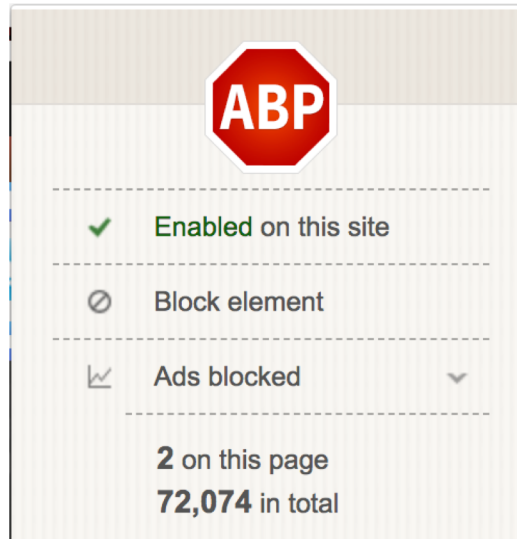 ABP
Enabled on this site
Block element
Ads blocked
2 on this page
72,074 in total